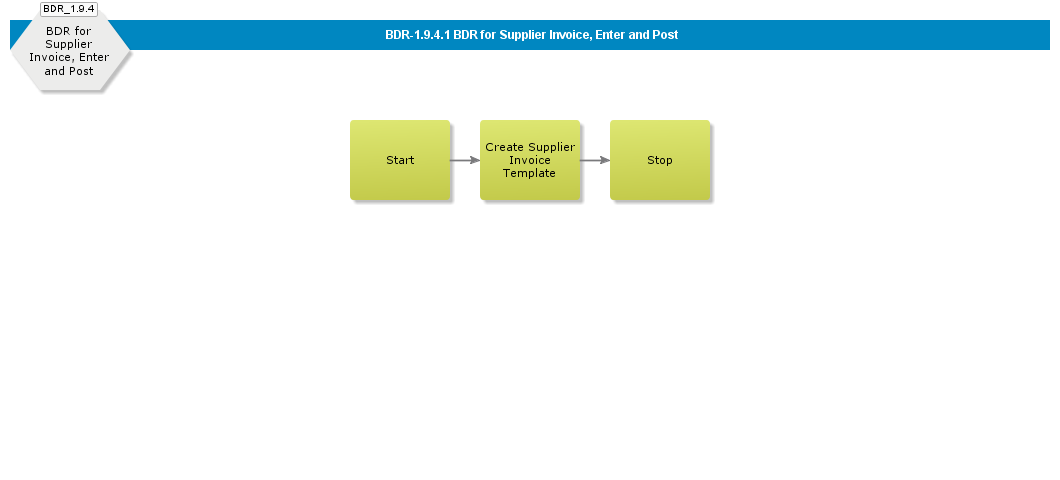 BDR_1.9.4
BDR for
Supplier
Invoice, Enter
and Post
BDR-1.9.4.1 BDR for Supplier Invoice, Enter and Post
Start
Create Supplier
Invoice
Template
Stop